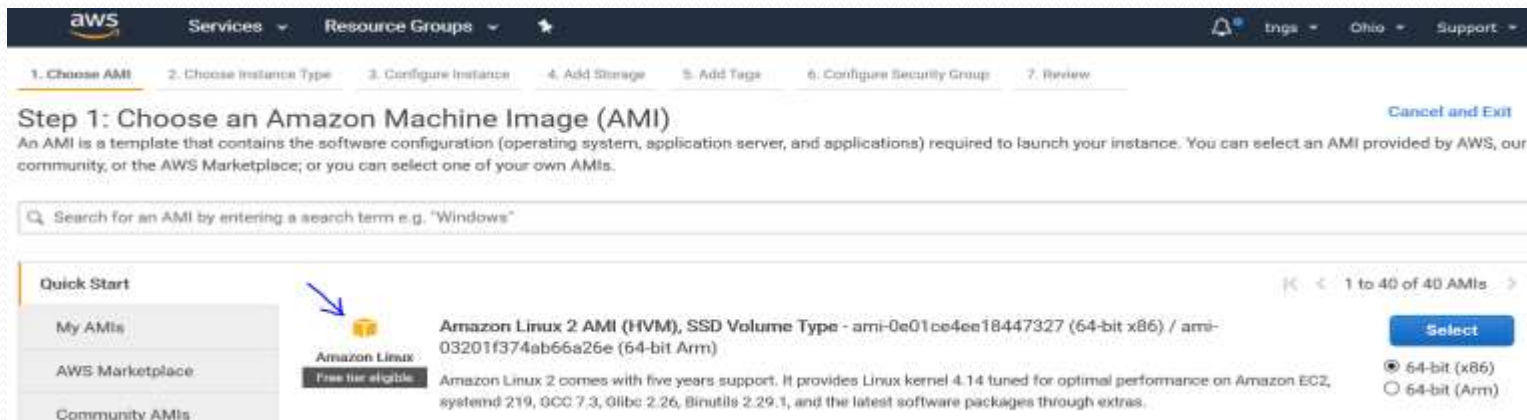 aws Services Resource Groups tngs Ohio Support
1. Choose AMI 2. Choose Instance Type 3. Configure Instance 4. Add Storage 5. Add Tags 6. Configure Security Group 7. Review
Step 1: Choose an Amazon Machine Image (AMI)
Cancel and Exit
An AMI is a template that contains the software configuration (operating system, application server, and applications) required to launch your instance. You can select an AMI provided by AWS, our
community, or the AWS Marketplace; or you can select one of your own AMIs.
Search for an AMI by entering a search term e.g. "Windows"
Quick Start
My AMIs
AWS Marketplace
Community AMIs
1 to 40 of 40 AMIs
Amazon Linux
Free tier eligible
Amazon Linux 2 AMI (HVM), SSD Volume Type - ami-0e01ce4ee18447327 (64-bit x86) / ami-
03201f374ab66a26e (64-bit Arm)
Amazon Linux 2 comes with five years support. It provides Linux kernel 4.14 tuned for optimal performance on Amazon EC2,
systemd 219, GCC 7.3, Glibc 2.26, Binutils 2.29.1, and the latest software packages through extras.
Select
64-bit (x86)
64-bit (Arm)